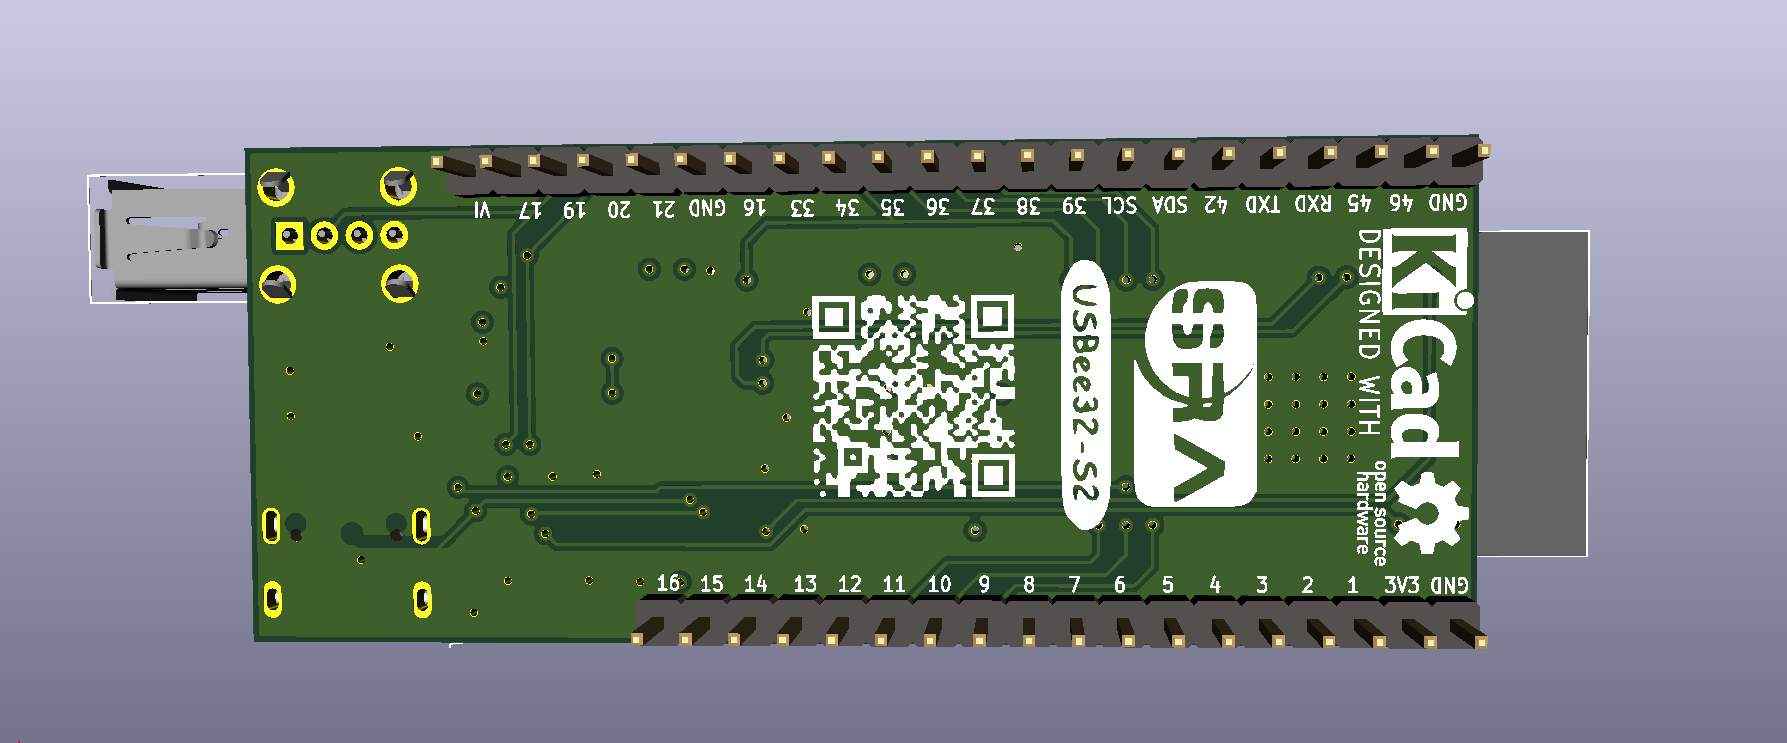 VI 17 19 20 21 GND 16 33 34 35 36 37 38 39 SCL SDA 42 TXD RXD 45 46 GND
KiCad
DESIGNED WITH
USBee32-S2
SFRA
open source
hardware
16 15 14 13 12 11 10 9 8 7 6 5 4 3 2 1 3V3 GND